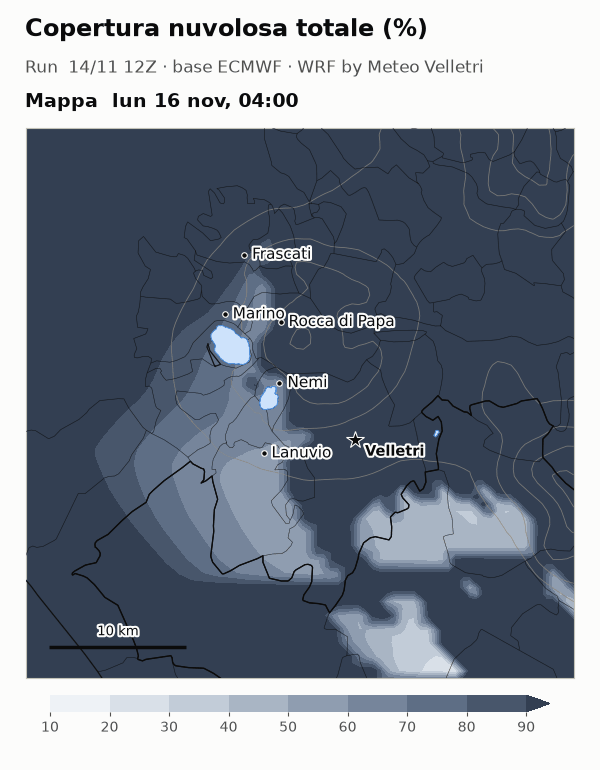 Copertura nuvolosa totale (%)
Run  14/11 12Z · base ECMWF · WRF by Meteo Velletri
Mappa  lun 16 nov, 04:00
Frascati
Marino
Rocca di Papa
Nemi
Velletri
Lanuvio
10 km
10 20 30 40 50 60 70 80 90